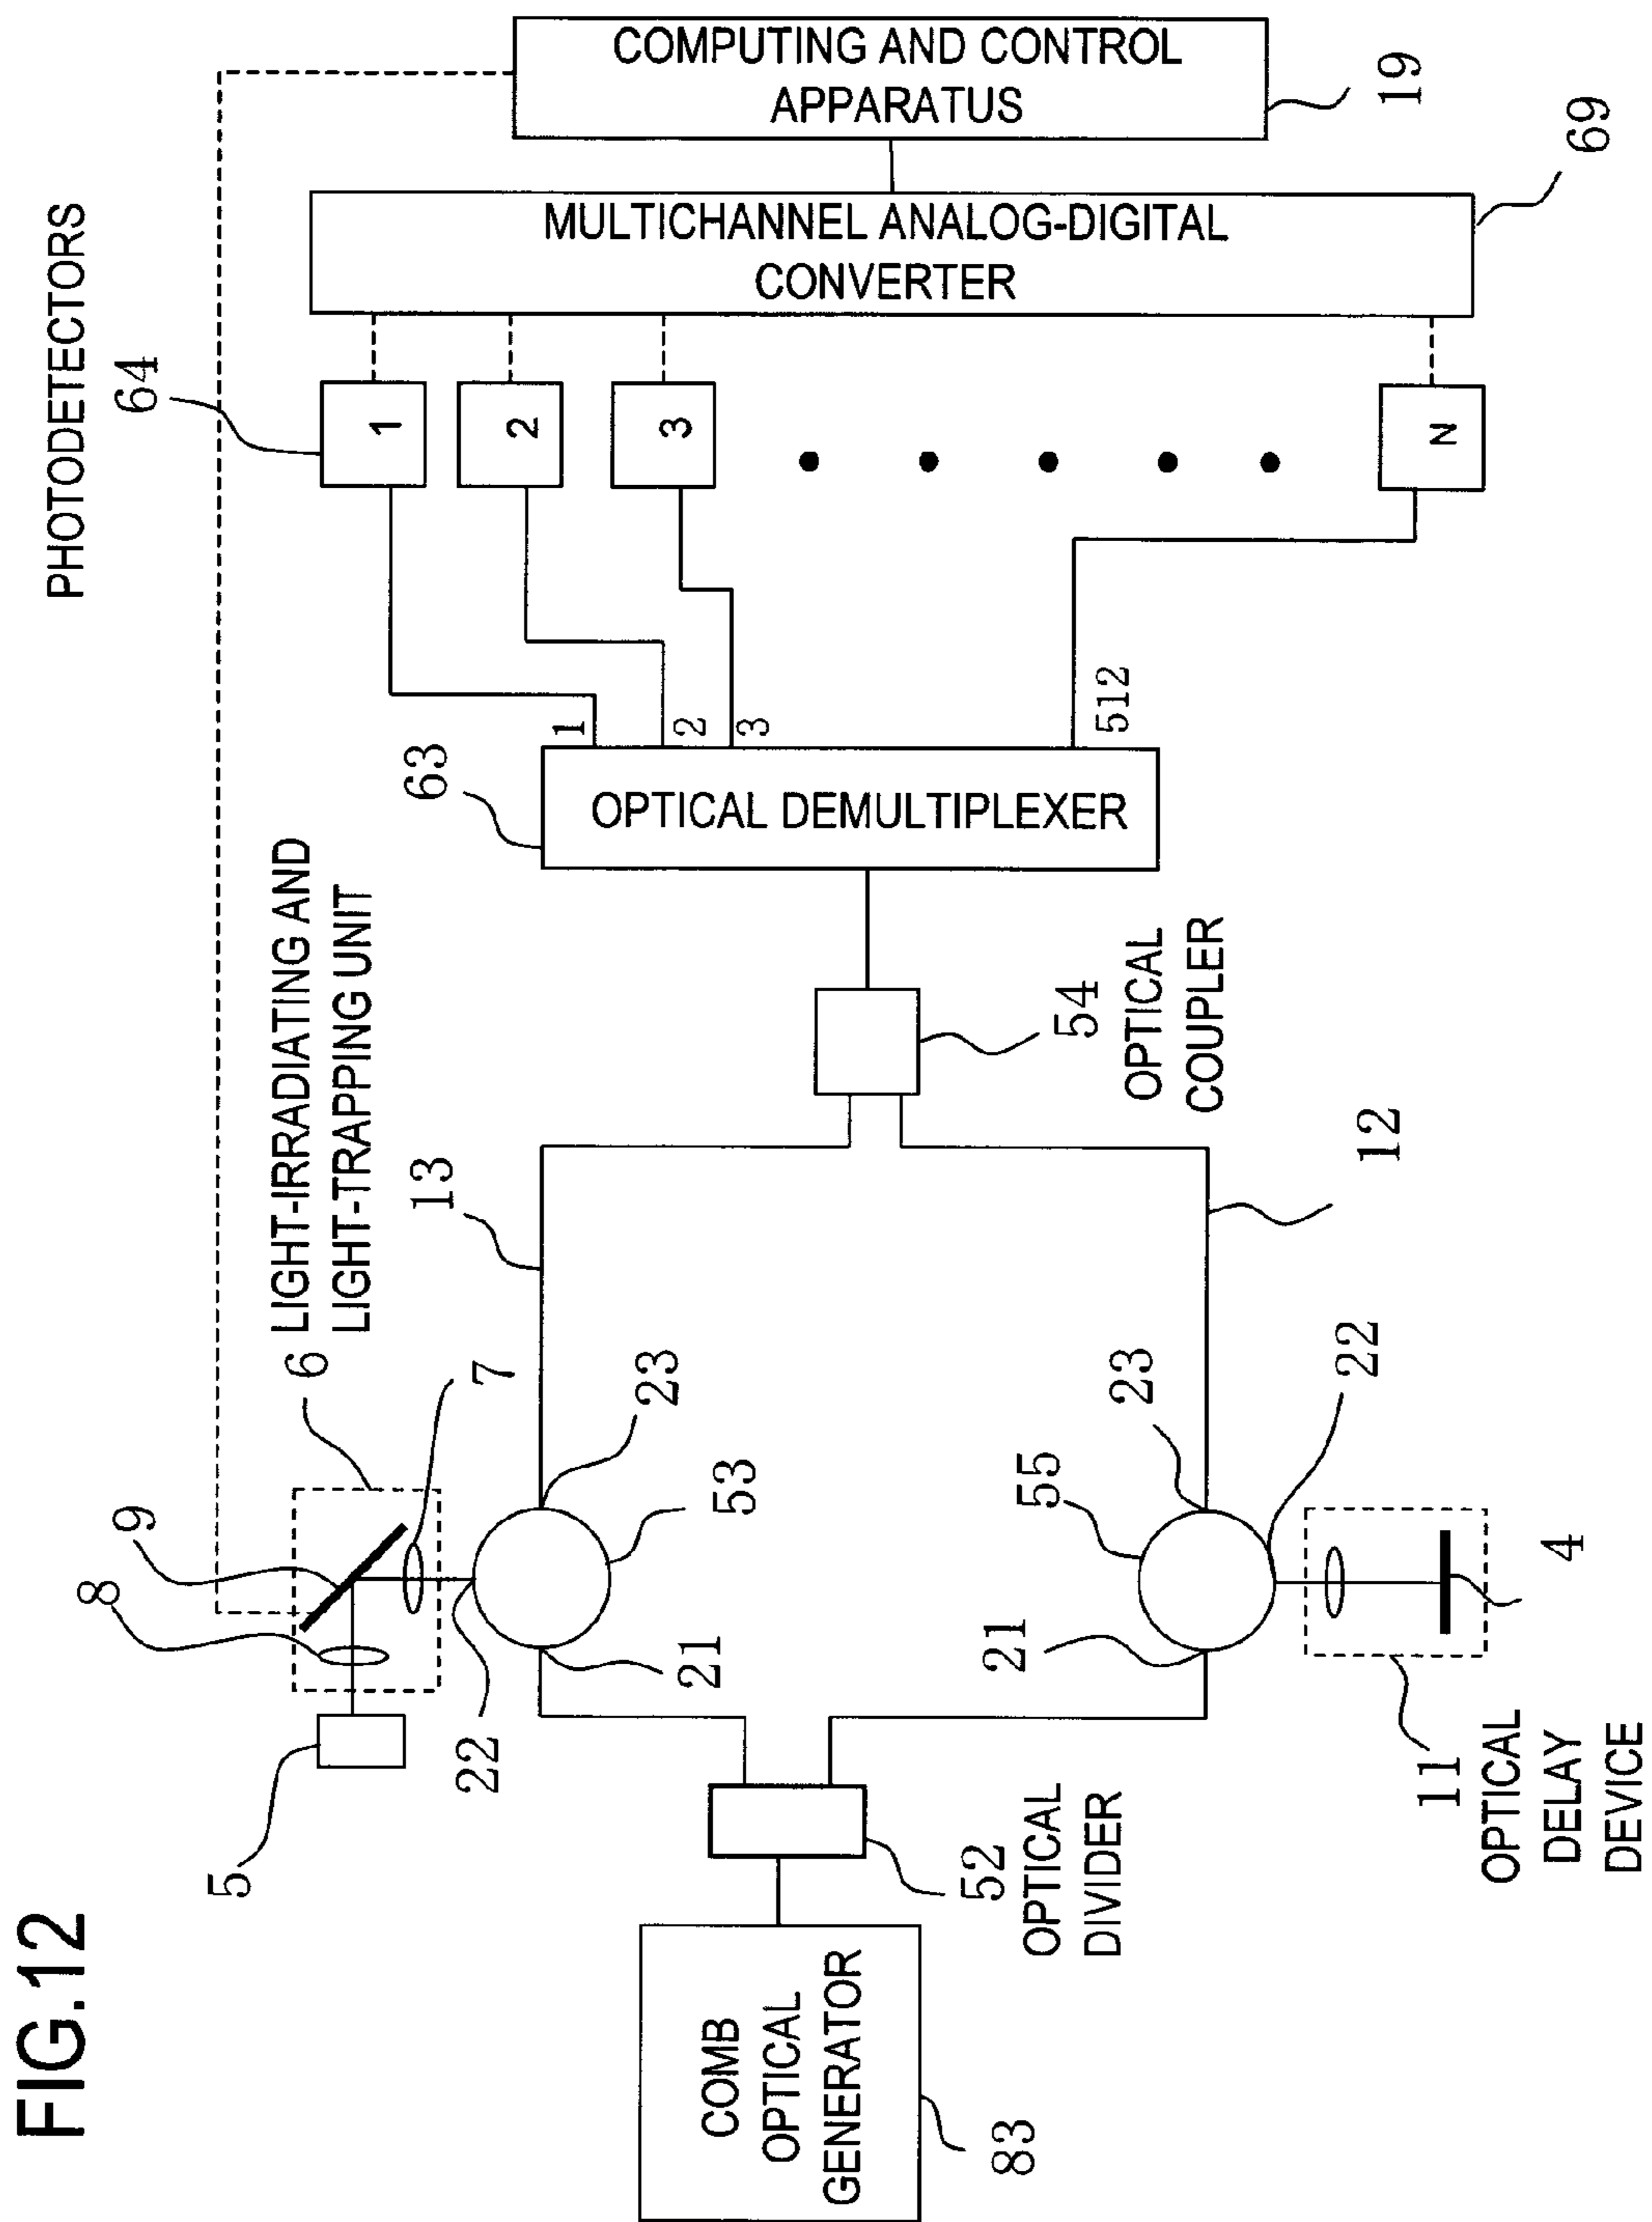 FIG.12
COMB
OPTICAL
GENERATOR
83
52
OPTICAL
DIVIDER
5
8
9
6
LIGHT-IRRADIATING AND
LIGHT-TRAPPING UNIT
7
22
21
23
53
13
21
55
23
22
12
11
OPTICAL
DELAY
DEVICE
4
54
OPTICAL
COUPLER
63
OPTICAL DEMULTIPLEXER
1
2
3
512
PHOTODETECTORS
64
1
2
3
N
MULTICHANNEL ANALOG-DIGITAL
CONVERTER
69
COMPUTING AND CONTROL
APPARATUS
19